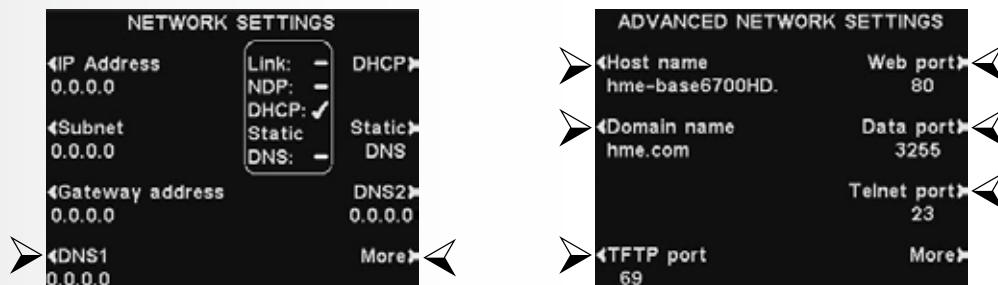 NETWORK SETTINGS
IP Address
0.0.0.0
Subnet
0.0.0.0
Gateway address
0.0.0.0
DNS1
0.0.0.0
Link: –
NDP: –
DHCP: ✓
Static
DNS: –
DHCP
Static
DNS
DNS2
0.0.0.0
More
ADVANCED NETWORK SETTINGS
Host name
hme-base6700HD.
Domain name
hme.com
TFTP port
69
Web port
80
Data port
3255
Telnet port
23
More